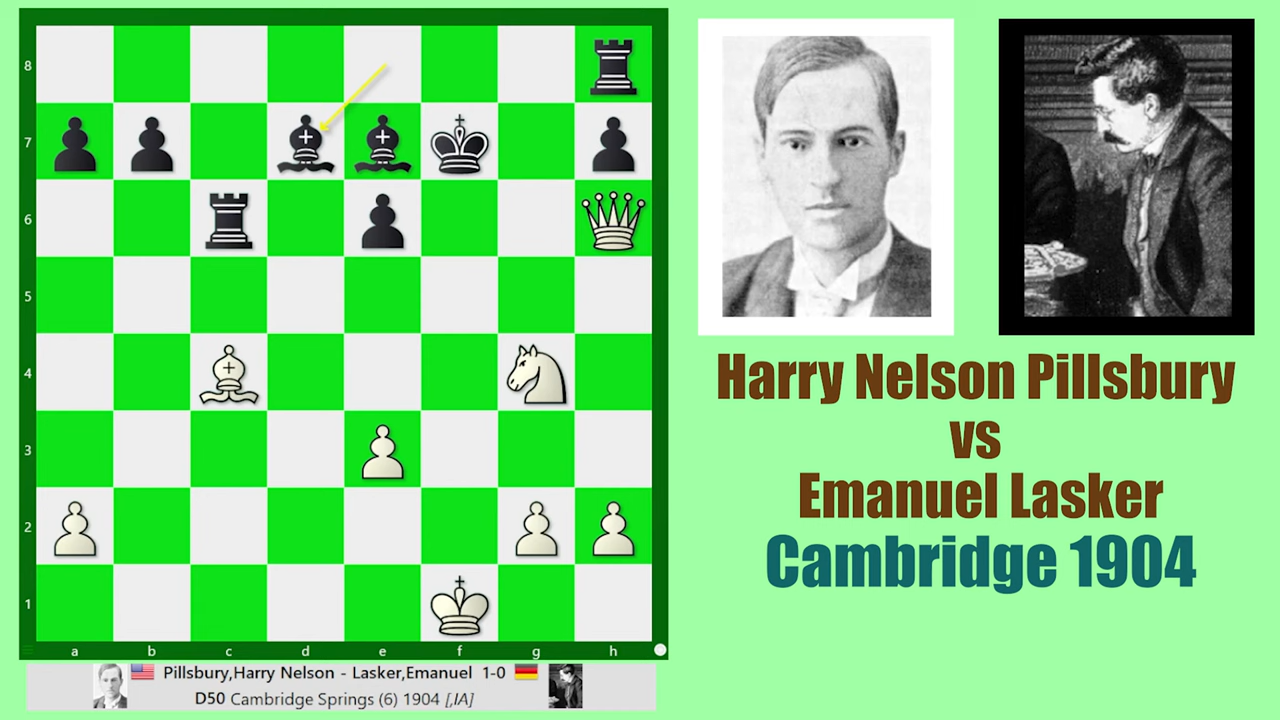 8
7
6
5
4
3
2
1
a b c d e f g h
Pillsbury,Harry Nelson - Lasker,Emanuel 1-0
D50 Cambridge Springs (6) 1904 [,IA]
Harry Nelson Pillsbury
vs
Emanuel Lasker
Cambridge 1904